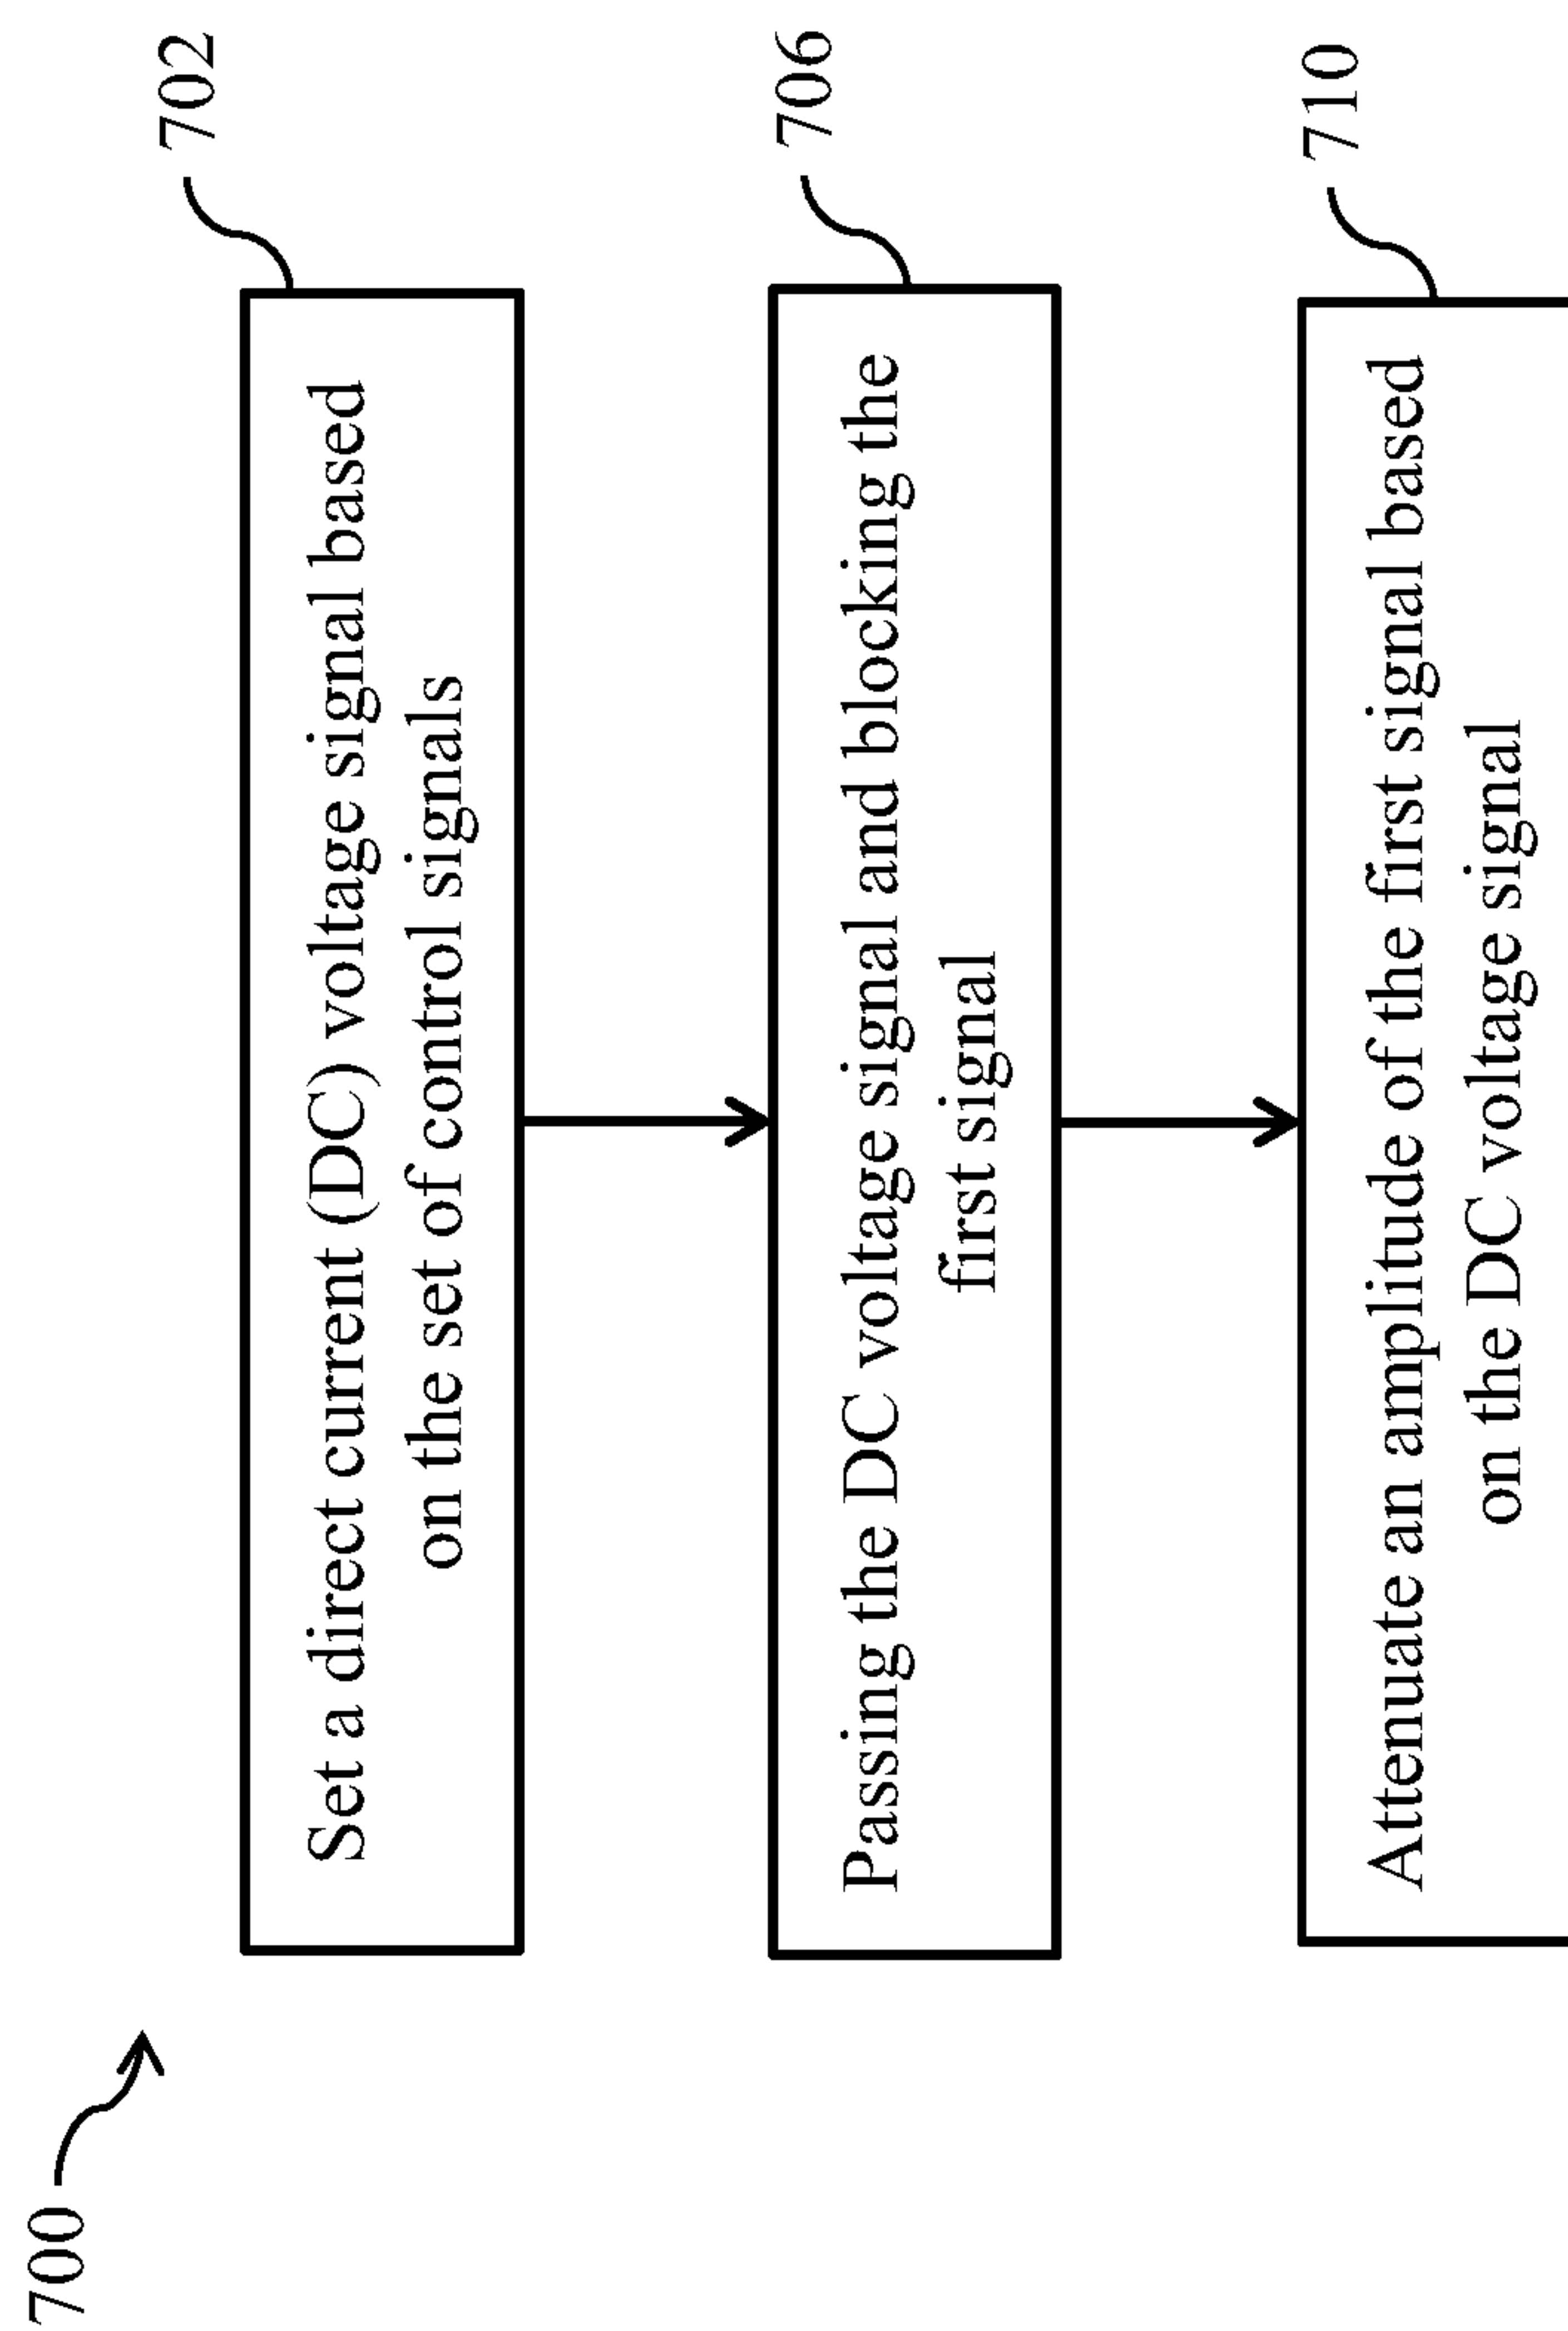 700
702
Set a direct current (DC) voltage signal based
on the set of control signals
706
Passing the DC voltage signal and blocking the
first signal
710
Attenuate an amplitude of the first signal based
on the DC voltage signal